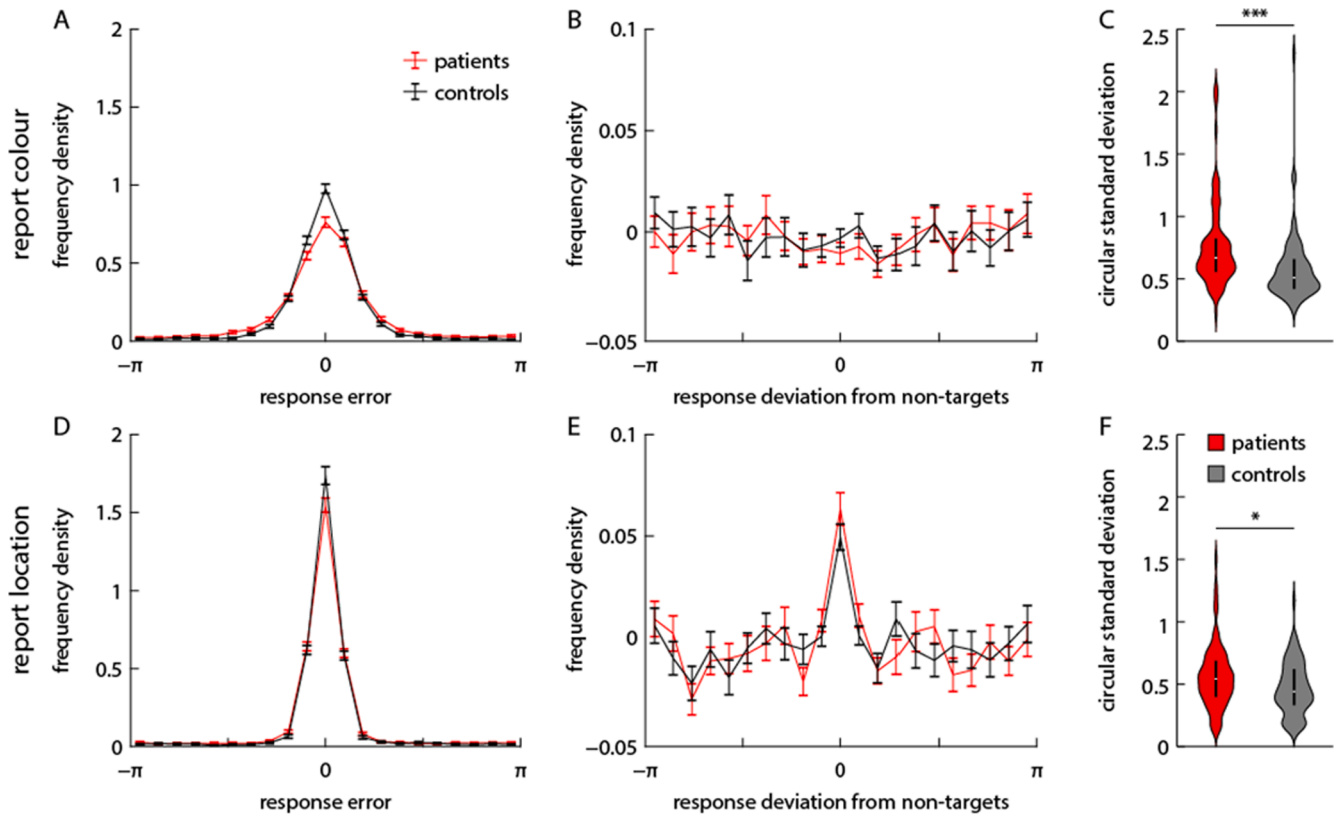 A
2
1.5
1
0.5
0
−π
0
π
report colour
frequency density
response error
patients
controls
B
0.1
0.05
0
−0.05
−π
0
π
frequency density
response deviation from non-targets
C
2.5
2
1.5
1
0.5
0
circular standard deviation
***
D
2
1.5
1
0.5
0
−π
0
π
report location
frequency density
response error
E
0.1
0.05
0
−0.05
−π
0
π
frequency density
response deviation from non-targets
F
2.5
2
1.5
1
0.5
0
circular standard deviation
patients
controls
*